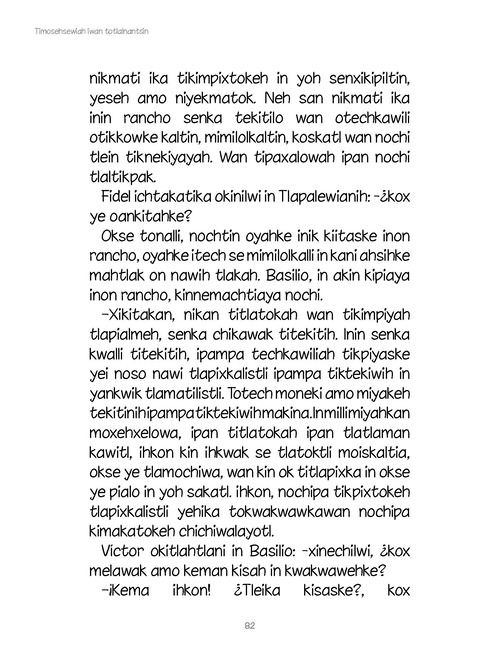 Timosehsewiah iwan totlalnantsin
nikmati ika tikimpixtokeh in yoh senxikipiltin,
yeseh amo niyekmatok. Neh san nikmati ika
inin rancho senka tekitilo wan otechkawili
otikkowke kaltin, mimilolkaltin, koskatl wan nochi
tlein tiknekiyayah. Wan tipaxalowah ipan nochi
tlaltikpak.
Fidel ichtakatika okinilwi in Tlapalewianih: -¿kox
ye oankitahke?
Okse tonalli, nochtin oyahke inik kiitaske inon
rancho, oyahke itech se mimilolkalli in kani ahsihke
mahtlak on nawih tlakah. Basilio, in akin kipiaya
inon rancho, kinnemachtiaya nochi.
–Xikitakan, nikan titlatokah wan tikimpiyah
tlapialmeh, senka chikawak titekitih. Inin senka
kwalli titekitih, ipampa techkawiliah tikpiyaske
yei noso nawi tlapixkalistli ipampa tiktekiwih in
yankwik tlamatilistli. Totech moneki amo miyakeh
tekitinih ipampa tiktekiwih makina. In milli miyahkan
moxehxelowa, ipan titlatokah ipan tlatlaman
kawitl, ihkon kin ihkwak se tlatoktli moiskaltia,
okse ye tlamochiwa, wan kin ok titlapixka in okse
ye pialo in yoh sakatl. ihkon, nochipa tikpixtokeh
tlapixkalistli yehika tokwakwawkawan nochipa
kimakatokeh chichiwalayotl.
Victor okitlahtlani in Basilio: -xinechilwi, ¿kox
melawak amo keman kisah in kwakwawehke?
–¡Kema ihkon! ¿Tleika kisaske?, kox
82